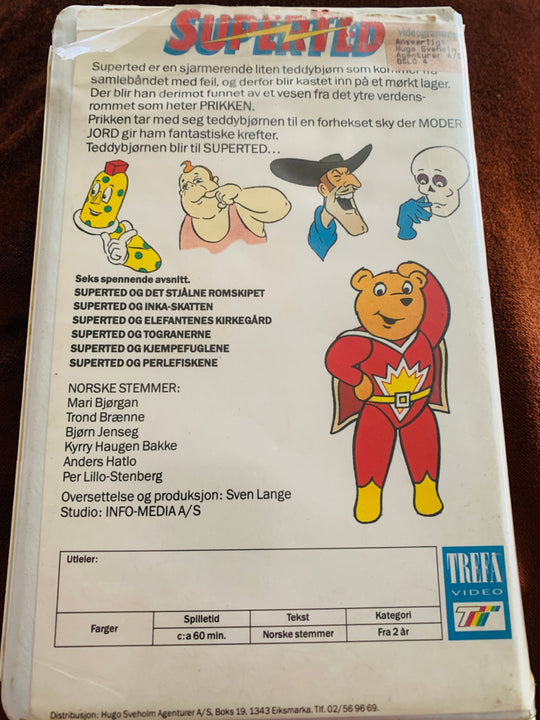 SUPERTED
videogramer
Ansvarlig:
Hugo Sveholm
Agenturer A/S
OSLO 4
Superted er en sjarmerende liten teddybjørn som kommer fra
samlebåndet med feil, og derfor blir kastet inn på et mørkt lager.
Der blir han derimot funnet av et vesen fra det ytre verdens-
rommet som heter PRIKKEN.
Prikken tar med seg teddybjørnen til en forhekset sky der MODER
JORD gir ham fantastiske krefter.
Teddybjørnen blir til SUPERTED...
Seks spennende avsnitt.
SUPERTED OG DET STJÅLNE ROMSKIPET
SUPERTED OG INKA-SKATTEN
SUPERTED OG ELEFANTENES KIRKEGÅRD
SUPERTED OG TOGRANERNE
SUPERTED OG KJEMPEFUGLENE
SUPERTED OG PERLEFISKENE
NORSKE STEMMER:
Mari Bjørgan
Trond Brænne
Bjørn Jenseg
Kyrry Haugen Bakke
Anders Hatlo
Per Lillo-Stenberg
Oversettelse og produksjon: Sven Lange
Studio: INFO-MEDIA A/S
Utleier:
Farger
Spilletid
Tekst
Kategori
c:a 60 min.
Norske stemmer
Fra 2 år
TREFA
VIDEO
Distribusjon: Hugo Sveholm Agenturer A/S, Boks 19, 1343 Eiksmarka. Tlf. 02/56 96 69.